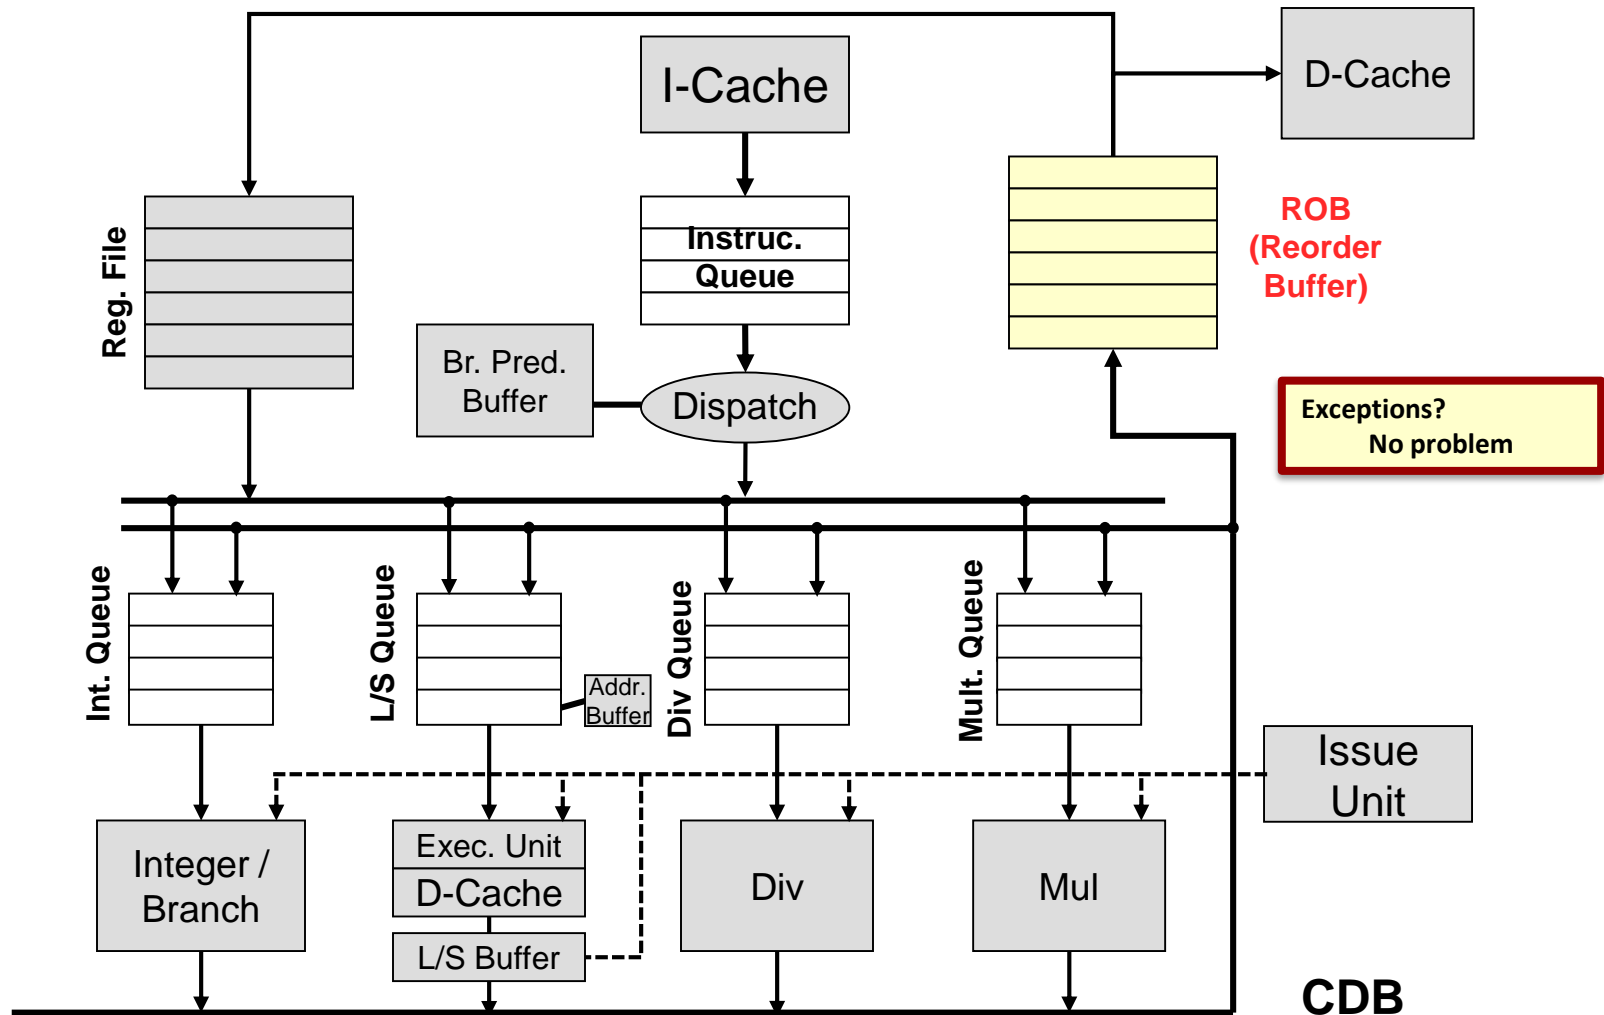 I-Cache
D-Cache
Reg. File
Instruc.
Queue
ROB
(Reorder
Buffer)
Br. Pred.
Buffer
Dispatch
Exceptions?
No problem
Int. Queue
L/S Queue
Addr.
Buffer
Div Queue
Mult. Queue
Issue
Unit
Integer /
Branch
Exec. Unit
D-Cache
L/S Buffer
Div
Mul
CDB